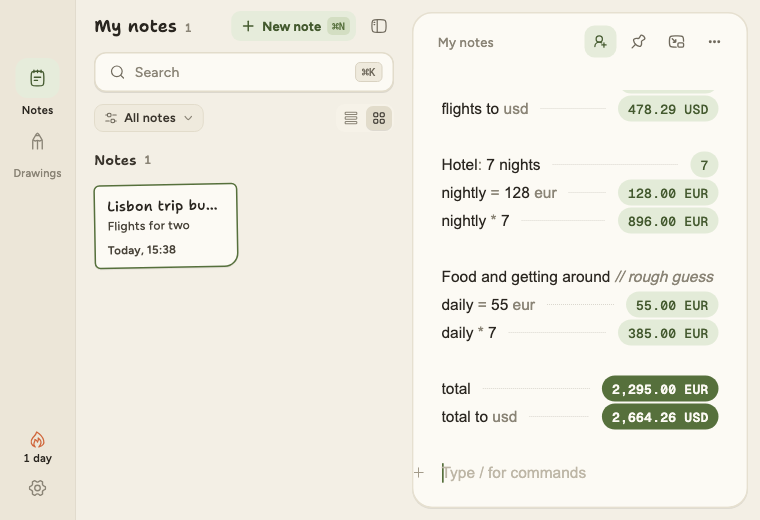 My notes 1
New note ⌘N
Search ⌘K
All notes
Notes
Drawings
Notes 1
Lisbon trip bu...
Flights for two
Today, 15:38
1 day
My notes
flights to usd 478.29 USD
Hotel: 7 nights 7
nightly = 128 eur 128.00 EUR
nightly * 7 896.00 EUR
Food and getting around // rough guess
daily = 55 eur 55.00 EUR
daily * 7 385.00 EUR
total 2,295.00 EUR
total to usd 2,664.26 USD
Type / for commands